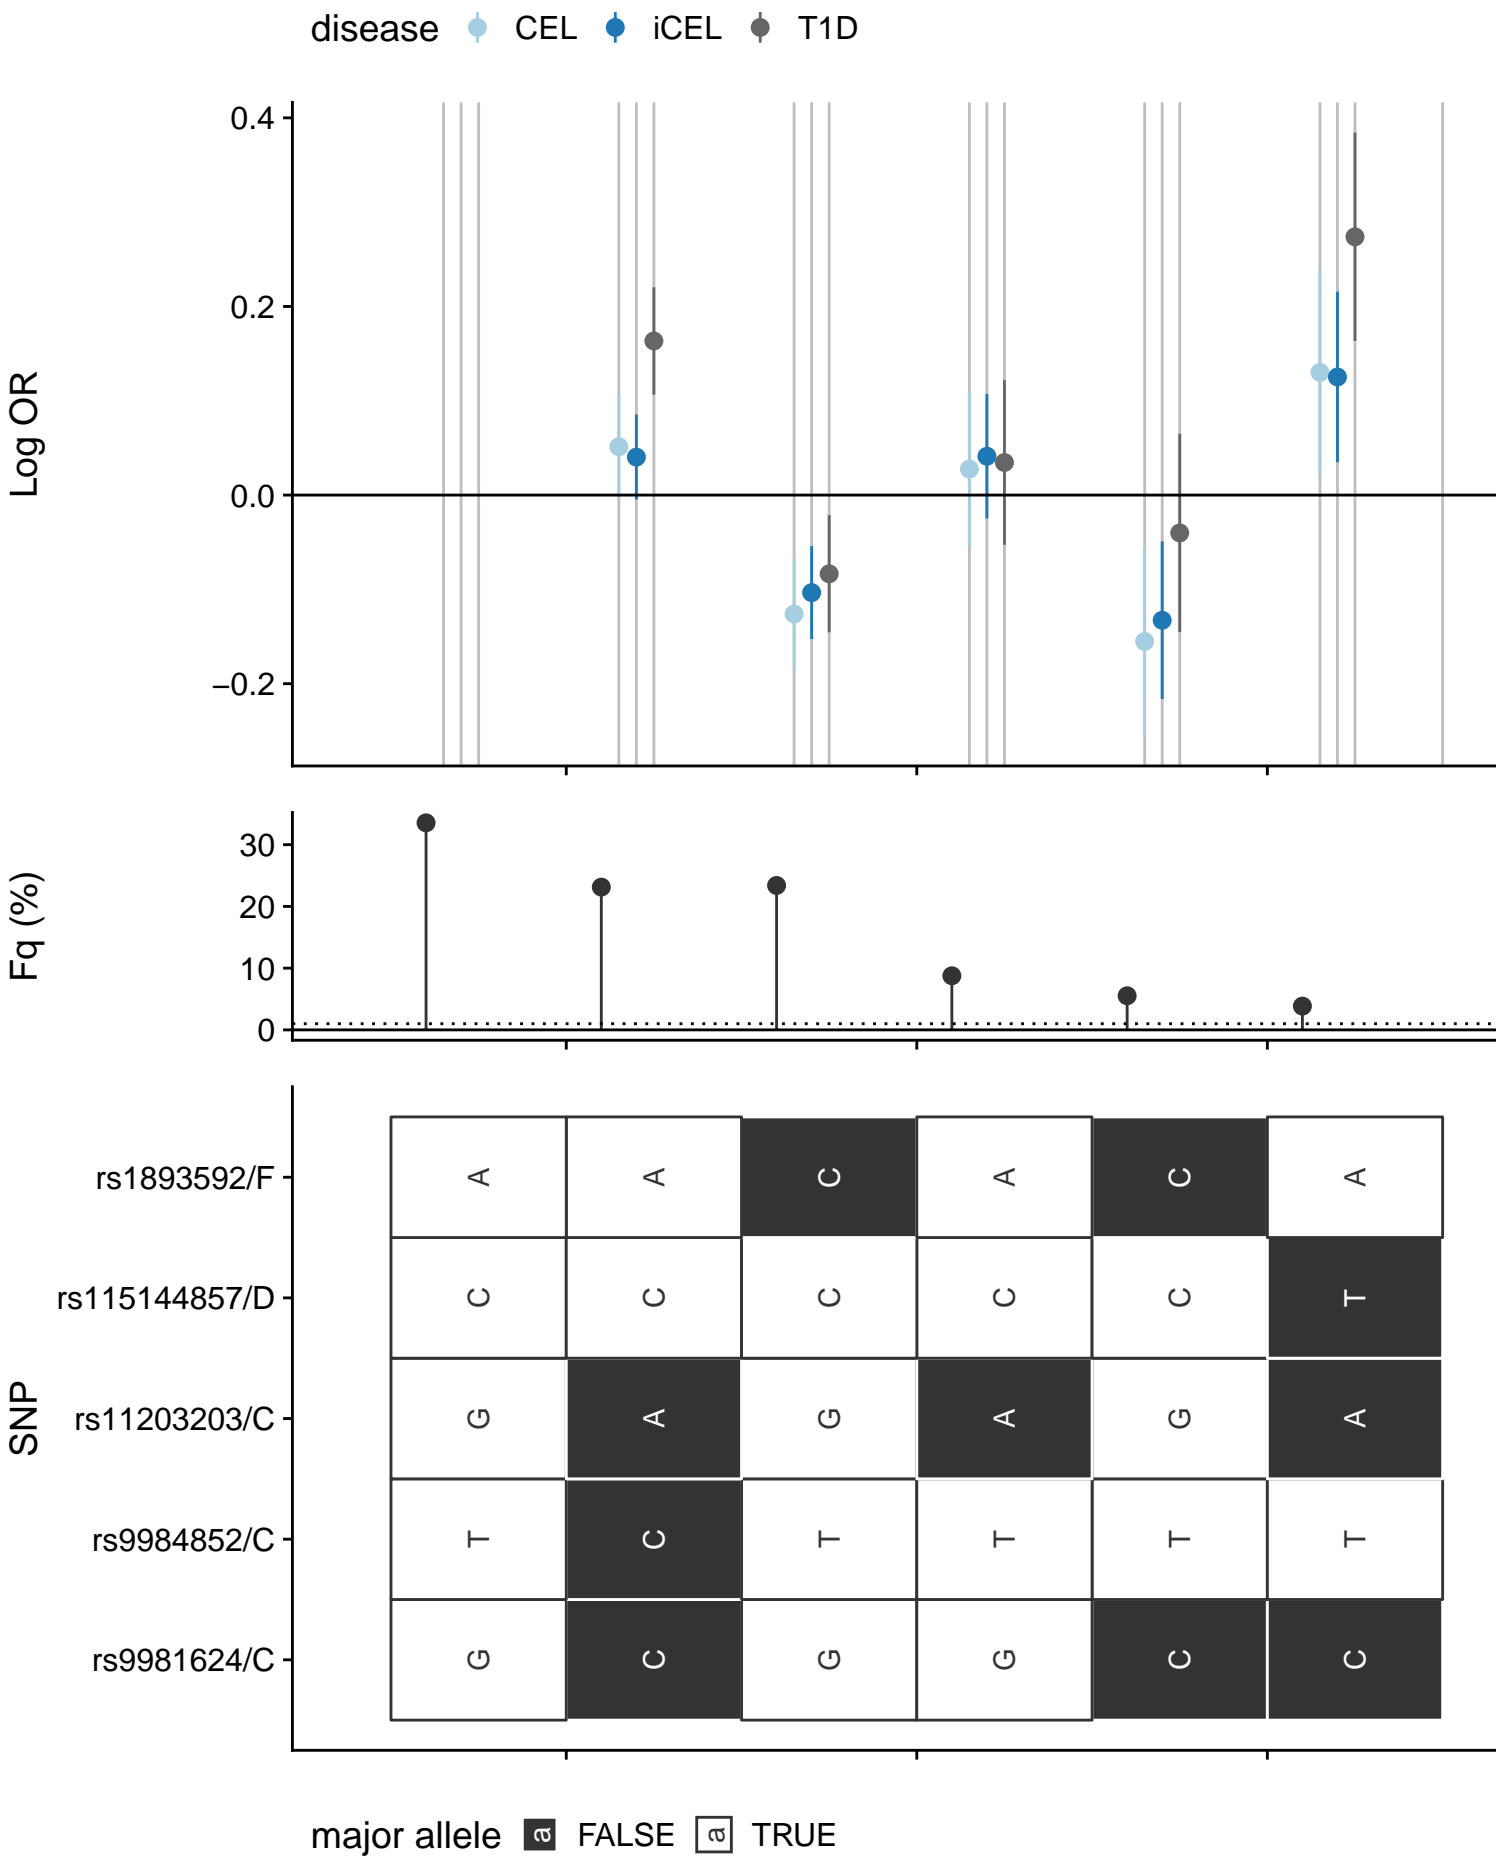 disease CEL iCEL T1D
Log OR
0.4
0.2
0.0
−0.2
Fq (%)
30
20
10
0
SNP
rs1893592/F A A C A C A
rs115144857/D C C C C C T
rs11203203/C G A G A G A
rs9984852/C T C T T T T
rs9981624/C G C G G C C
major allele a FALSE a TRUE